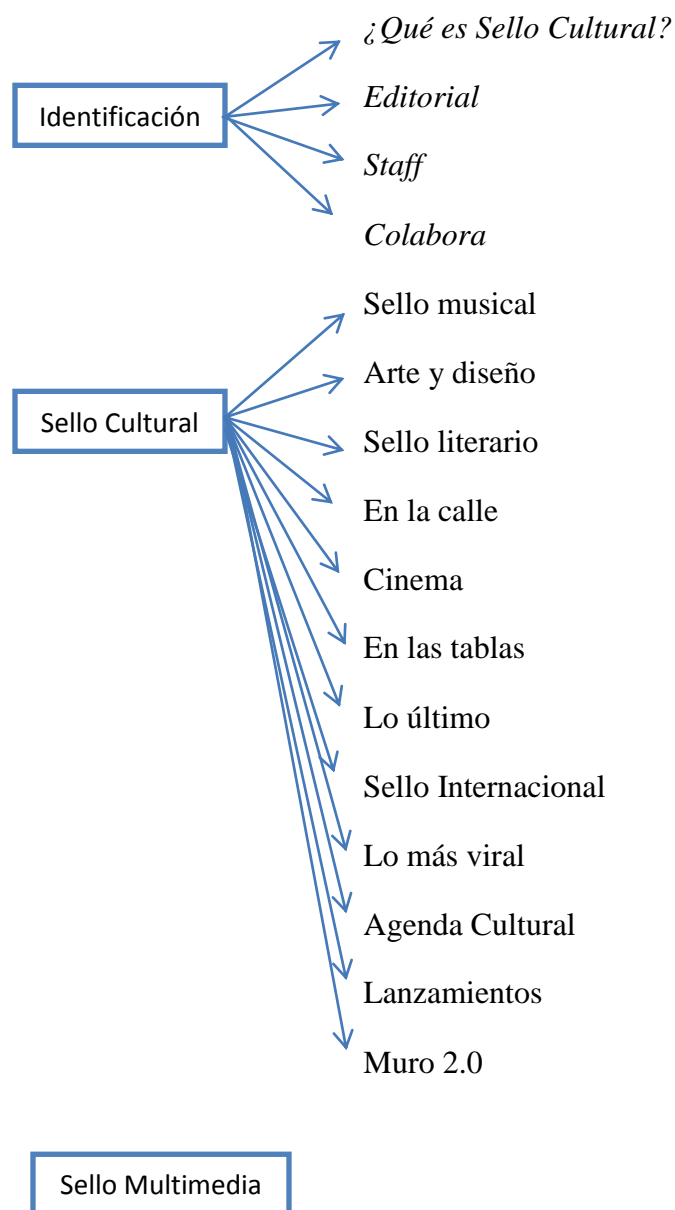 ¿Qué es Sello Cultural?
Identificación
Editorial
Staff
Colabora
Sello musical
Arte y diseño
Sello Cultural
Sello literario
En la calle
Cinema
En las tablas
Lo último
Sello Internacional
Lo más viral
Agenda Cultural
Lanzamientos
Muro 2.0
Sello Multimedia